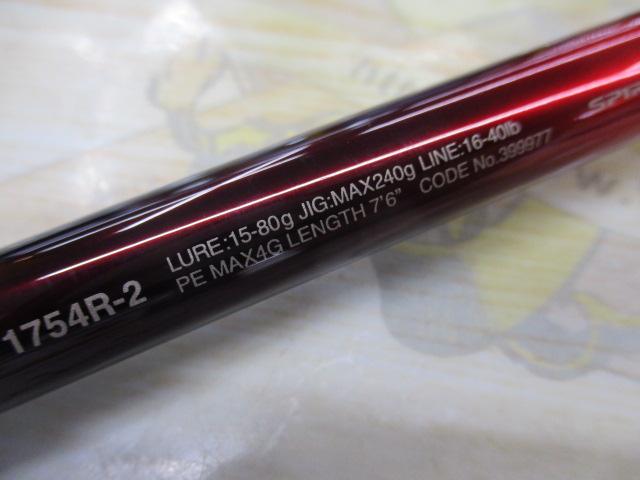 1754R-2
LURE:15-80g JIG:MAX240g LINE:16-40lb
PE MAX4G LENGTH 7'6" CODE No.399977